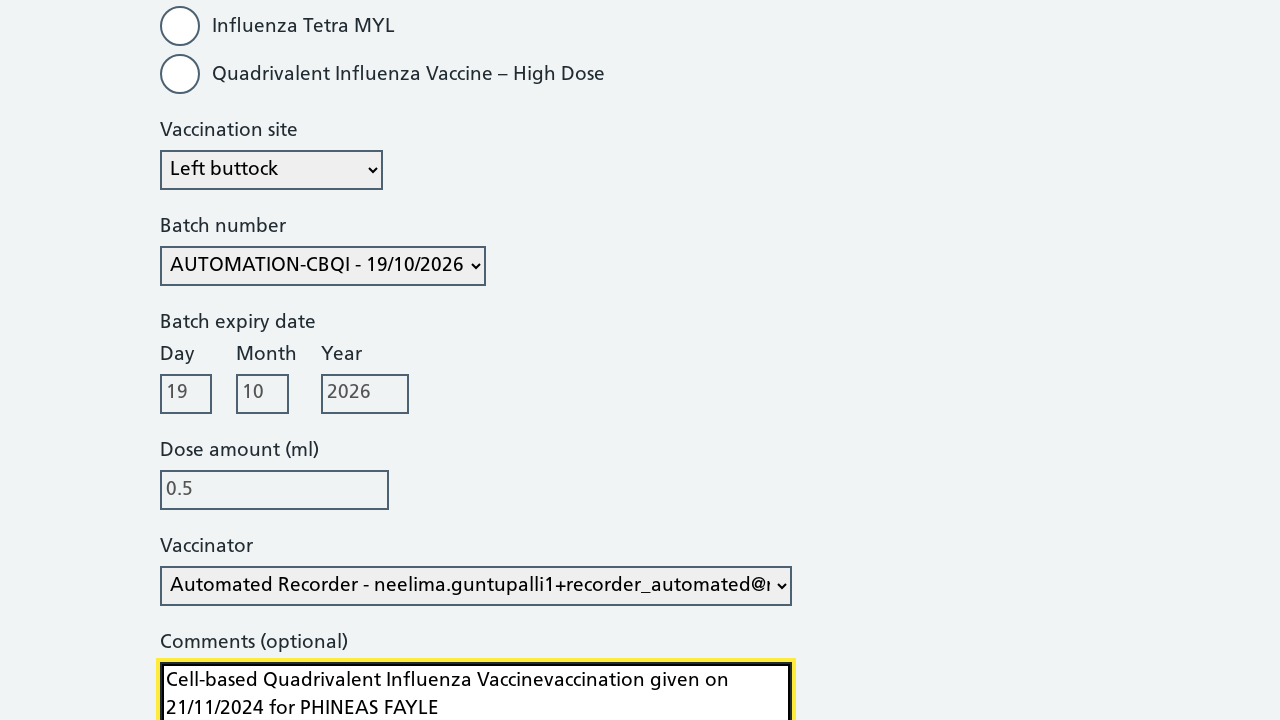 Influenza Tetra MYL
Quadrivalent Influenza Vaccine – High Dose
Vaccination site
Left buttock
Batch number
AUTOMATION-CBQI - 19/10/2026
Batch expiry date
Day Month Year
19 10 2026
Dose amount (ml)
0.5
Vaccinator
Automated Recorder - neelima.guntupalli1+recorder_automated@
Comments (optional)
Cell-based Quadrivalent Influenza Vaccinevaccination given on
21/11/2024 for PHINEAS FAYLE